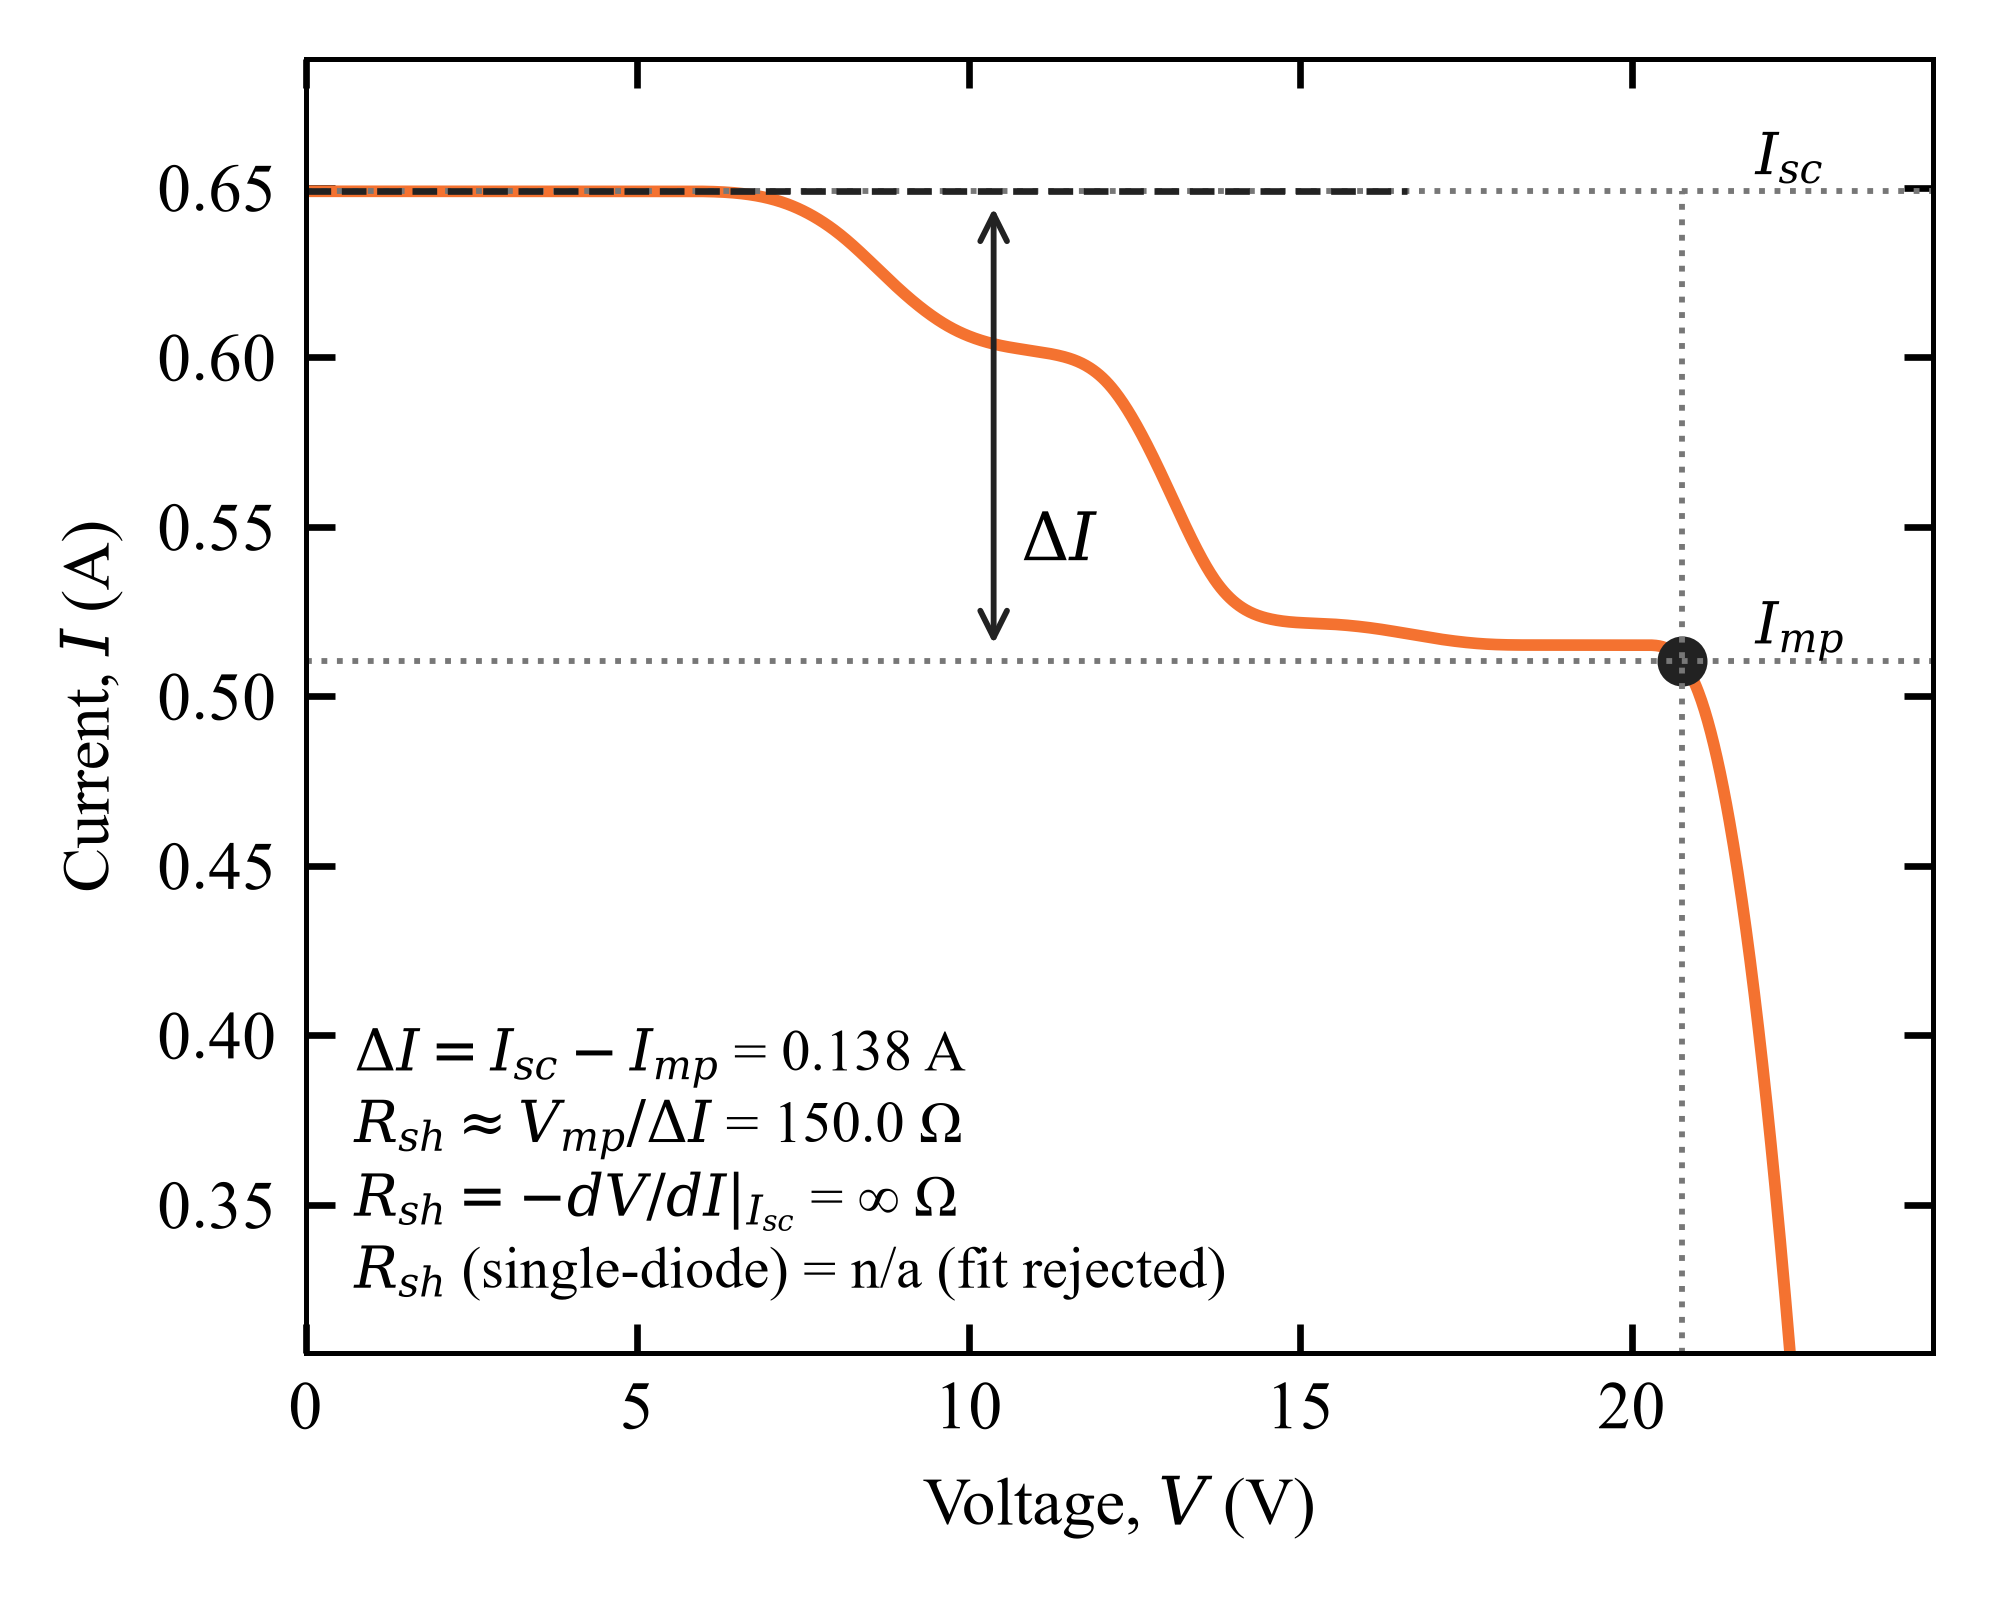 I_sc
0.65
0.60
ΔI
0.55
I_mp
0.50
0.45
0.40
0.35
Current, I (A)
ΔI = I_sc − I_mp = 0.138 A
R_sh ≈ V_mp/ΔI = 150.0 Ω
R_sh = −dV/dI|_I_sc = ∞ Ω
R_sh (single-diode) = n/a (fit rejected)
0 5 10 15 20
Voltage, V (V)